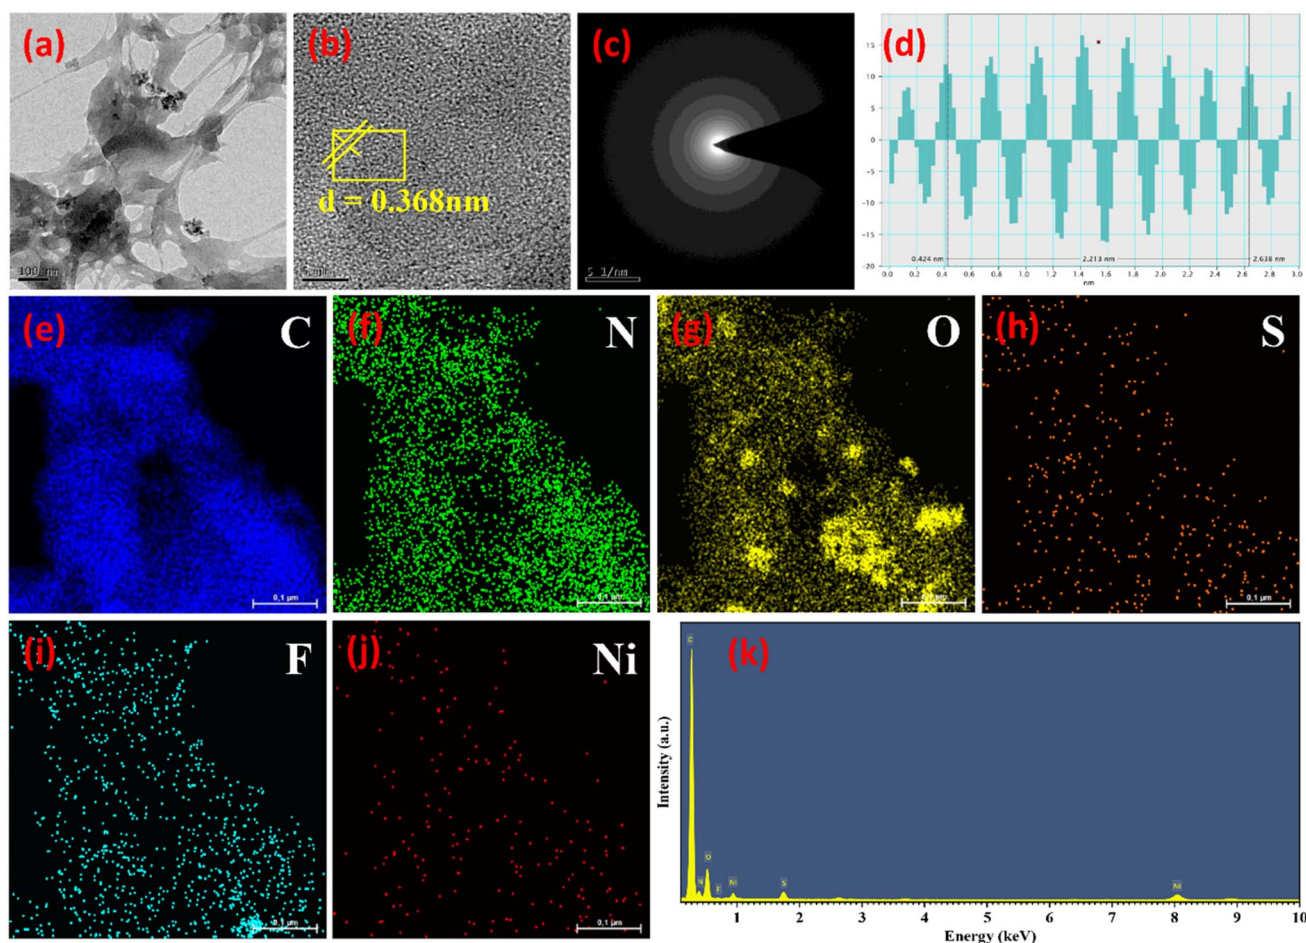 (a)
100 nm
(b)
d = 0.368nm
5 nm
(c)
5 1/nm
(d)
15
10
5
0
-5
-10
-15
-20
0.424 nm
2.213 nm
2.638 nm
0.0 0.2 0.4 0.6 0.8 1.0 1.2 1.4 1.6 1.8 2.0 2.2 2.4 2.6 2.8 3.0
nm
(e) C
0,1 µm
(f) N
0,1 µm
(g) O
0,1 µm
(h) S
0,1 µm
(i) F
0,1 µm
(j) Ni
0,1 µm
(k)
C
N
O
F
Ni
S
Ni
Intensity (a.u.)
1 2 3 4 5 6 7 8 9 10
Energy (keV)